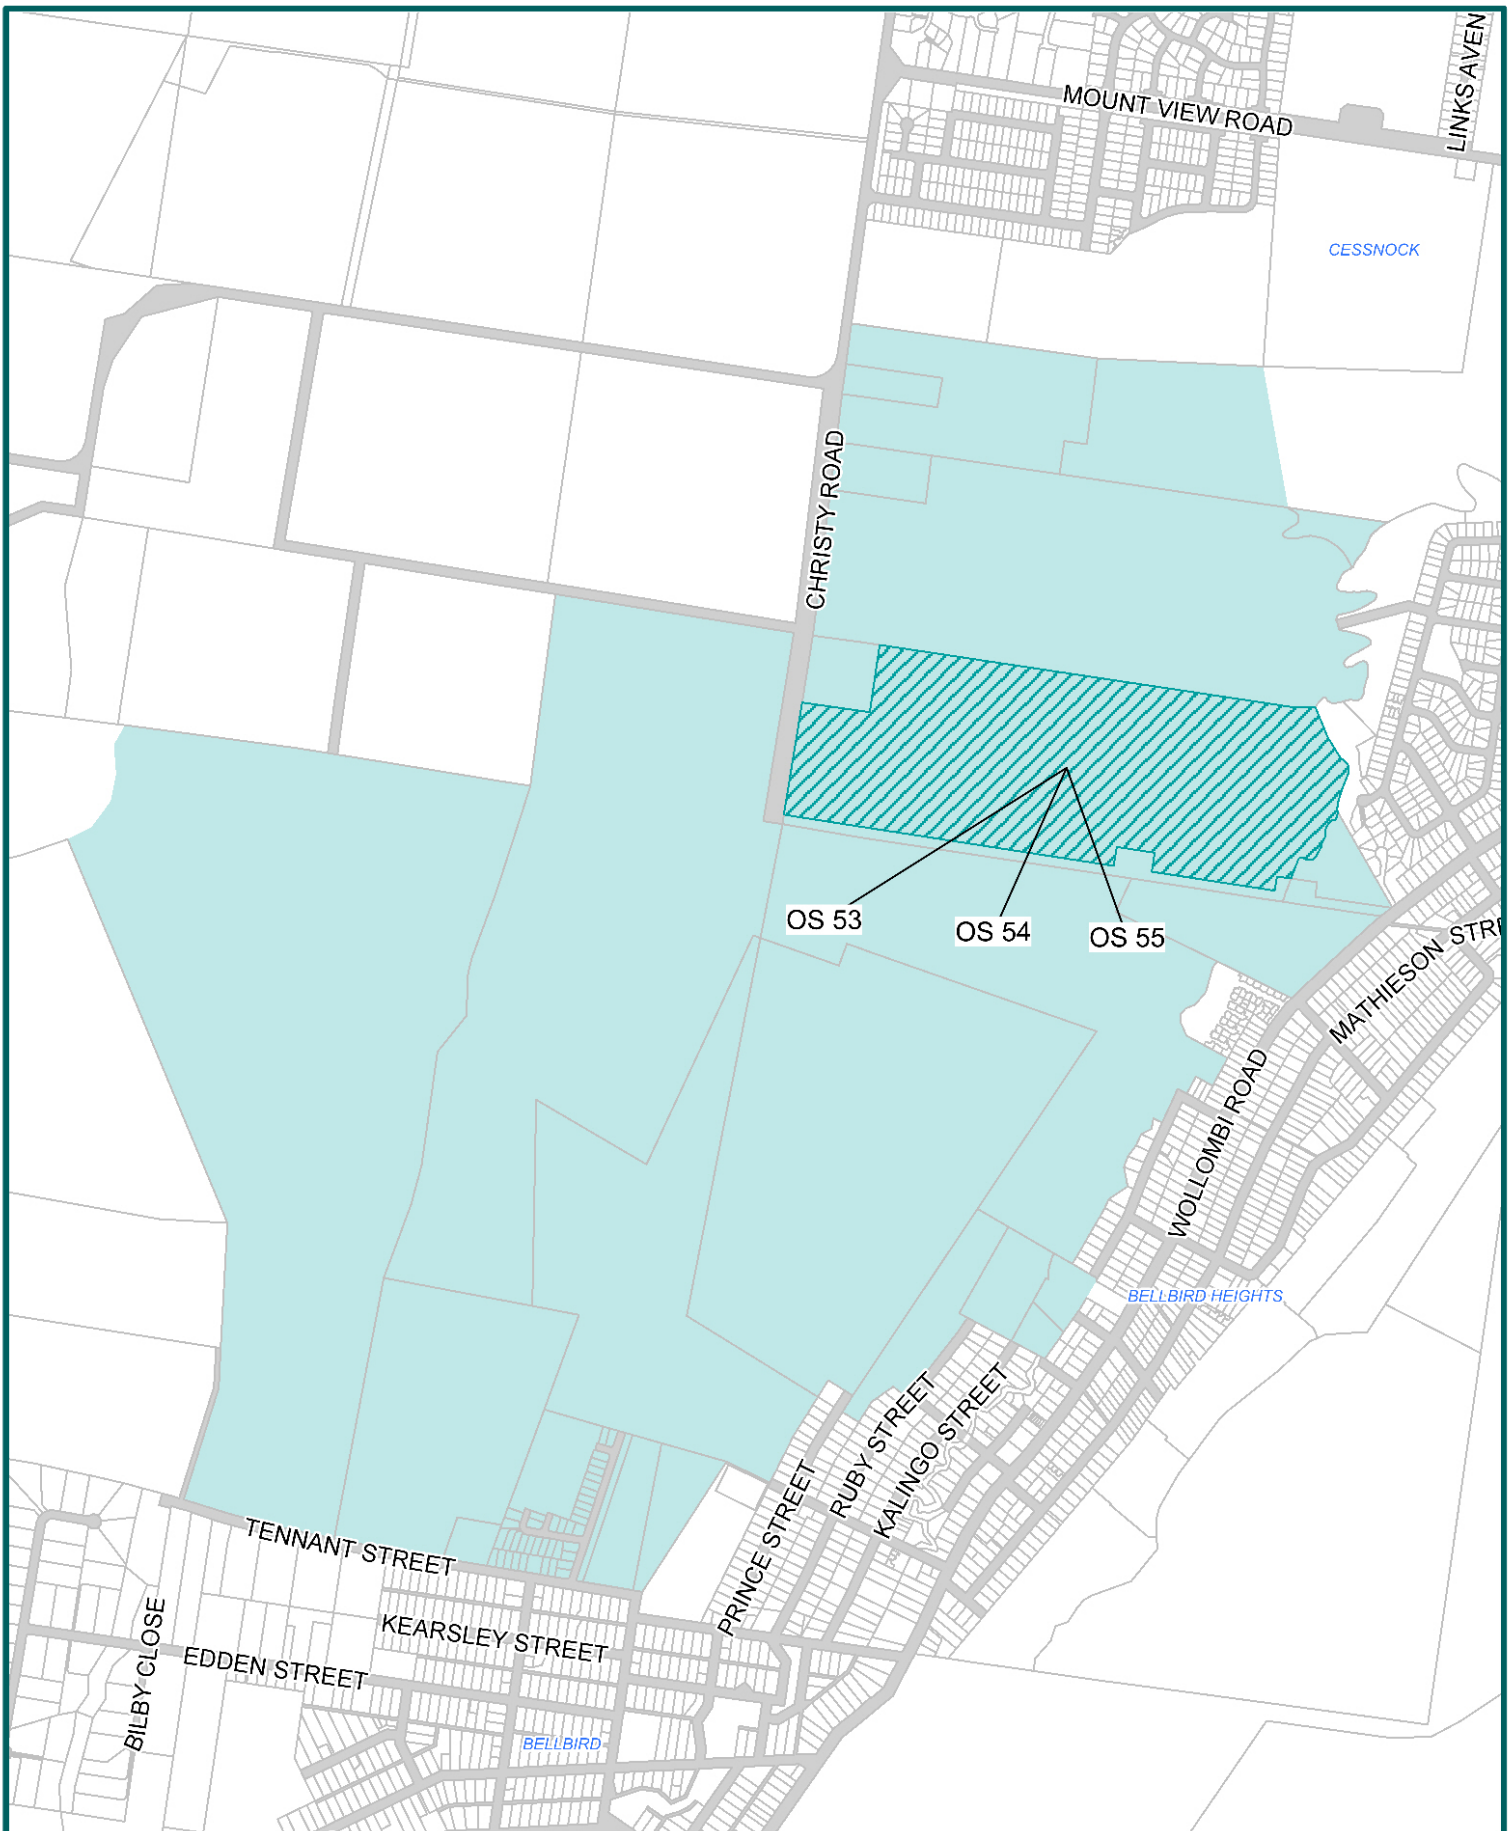 LINKS AVEN
MOUNT VIEW ROAD
CESSNOCK
CHRISTY ROAD
OS 53
OS 54
OS 55
MATHIESON STRE
WOLLOMBI ROAD
BELLBIRD HEIGHTS
RUBY STREET
KALINGO STREET
PRINCE STREET
TENNANT STREET
KEARSLEY STREET
EDDEN STREET
BILBY CLOSE
BELLBIRD